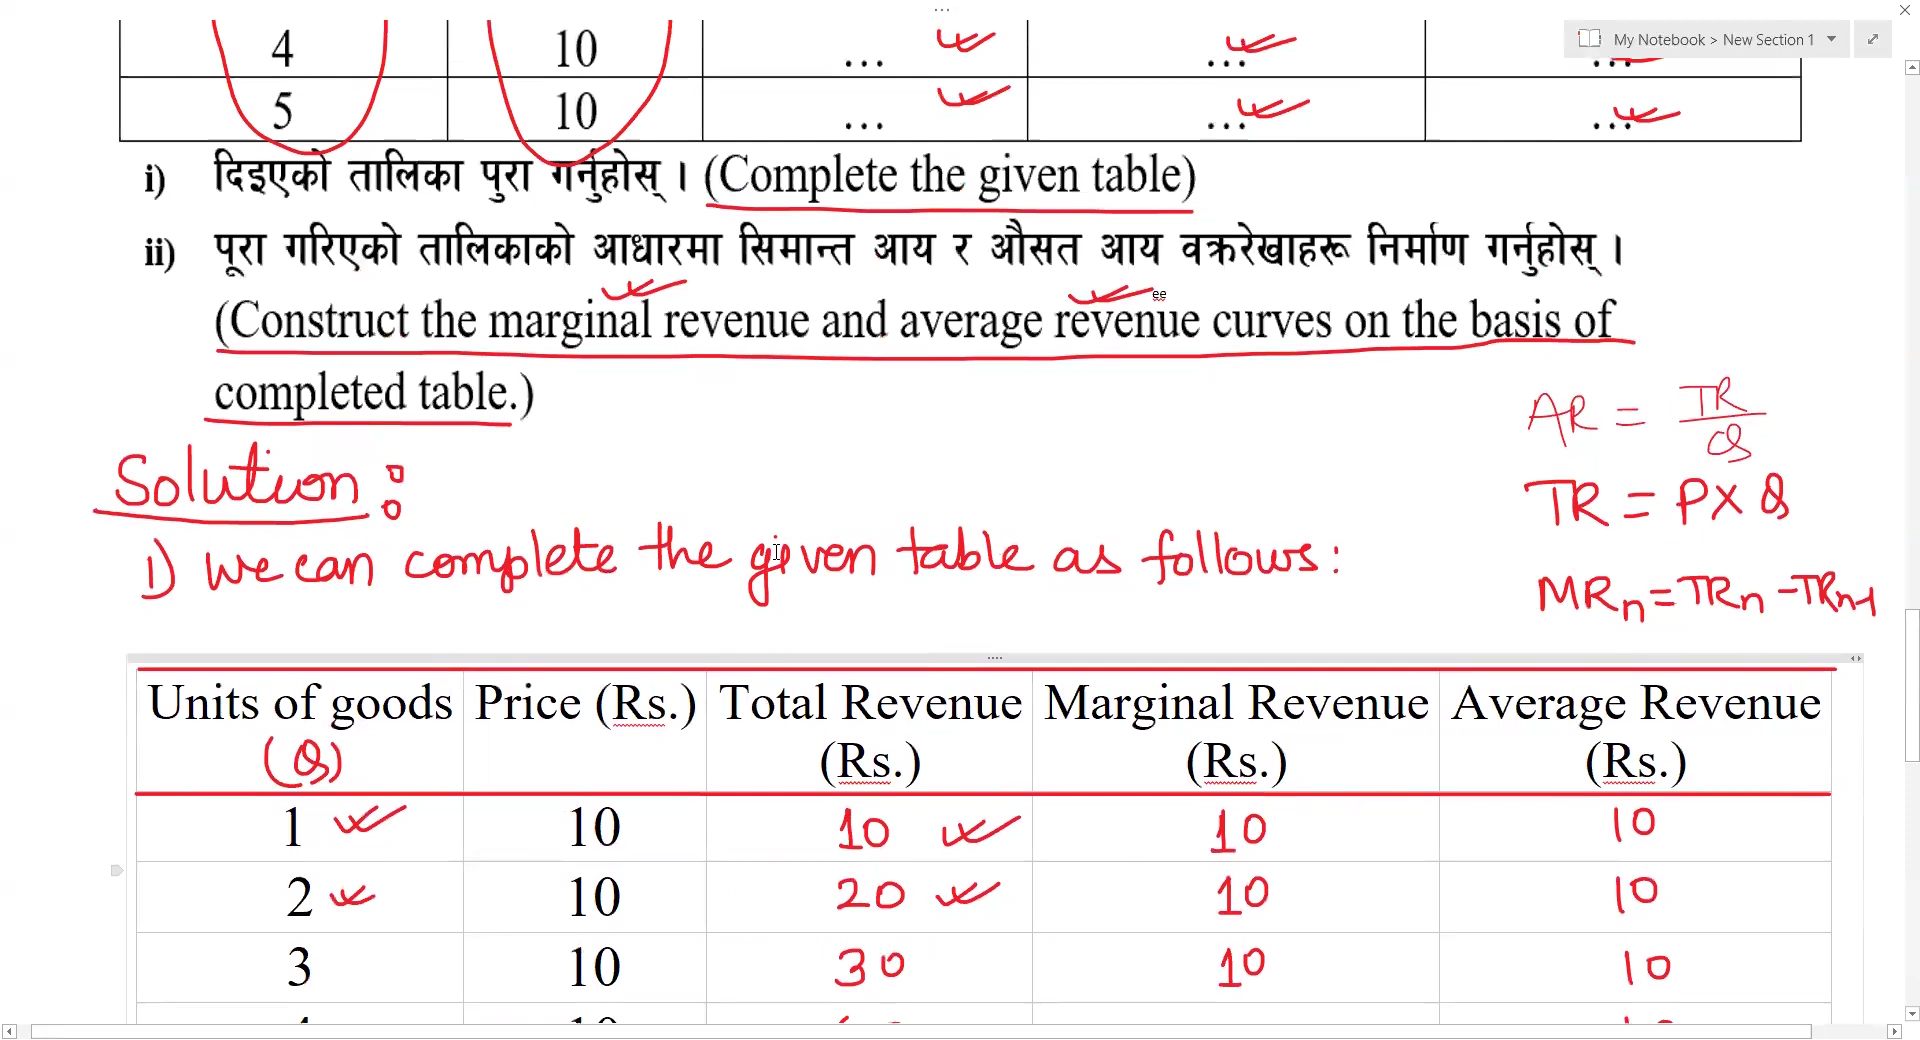 My Notebook > New Section 1
4 10 ... ... ...
5 10 ... ... ...
i) दिइएको तालिका पुरा गर्नुहोस् । (Complete the given table)
ii) पूरा गरिएको तालिकाको आधारमा सिमान्त आय र औसत आय वक्ररेखाहरू निर्माण गर्नुहोस् ।
ee
(Construct the marginal revenue and average revenue curves on the basis of
completed table.)
AR = TR/Q
Solution :
TR = P X Q
1) We can complete the given table as follows:
MRn = TRn - TRn-1
Units of goods Price (Rs.) Total Revenue Marginal Revenue Average Revenue
(Q) (Rs.) (Rs.) (Rs.)
1 10 10 10 10
2 10 20 10 10
3 10 30 10 10